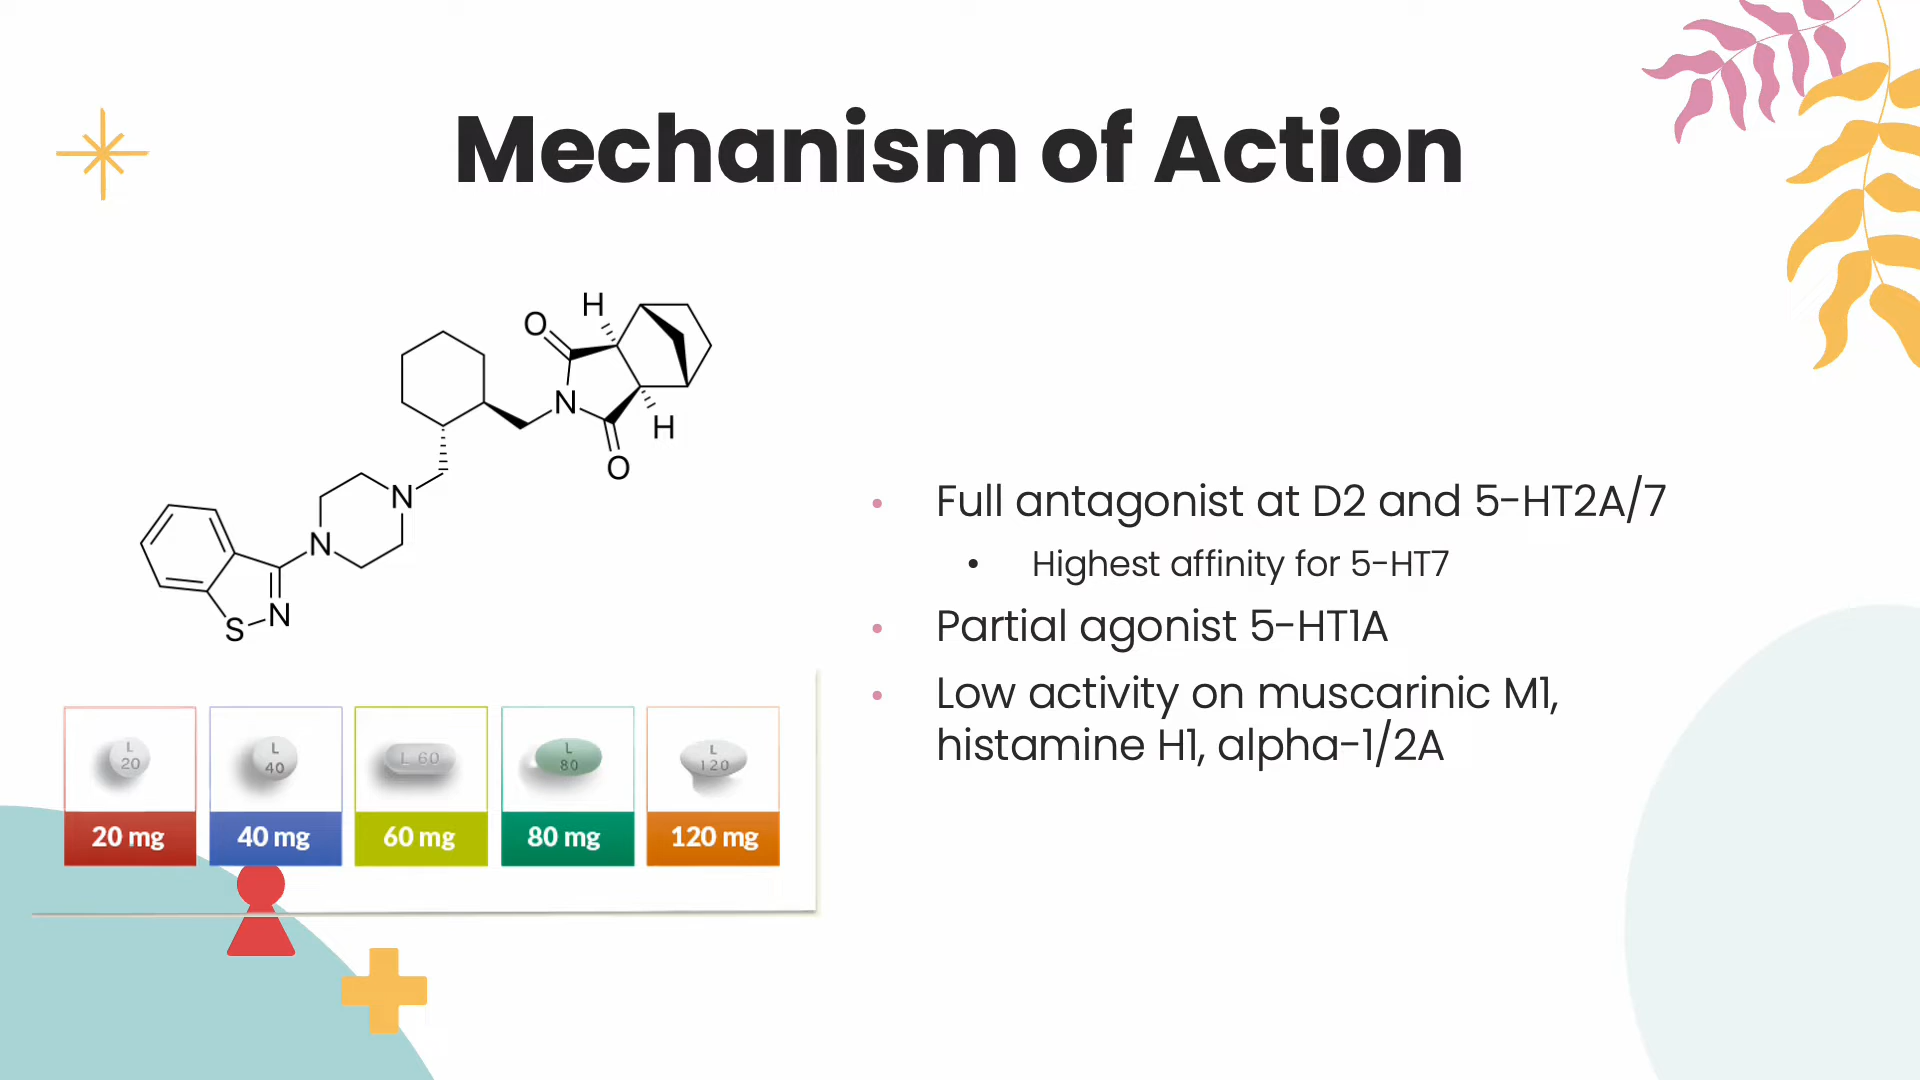 Mechanism of Action
H
O
N
H
O
N
N
N
S
Full antagonist at D2 and 5-HT2A/7
Highest affinity for 5-HT7
Partial agonist 5-HT1A
Low activity on muscarinic M1,
histamine H1, alpha-1/2A
L
20
L
40
L 60
L
80
L
120
20 mg
40 mg
60 mg
80 mg
120 mg